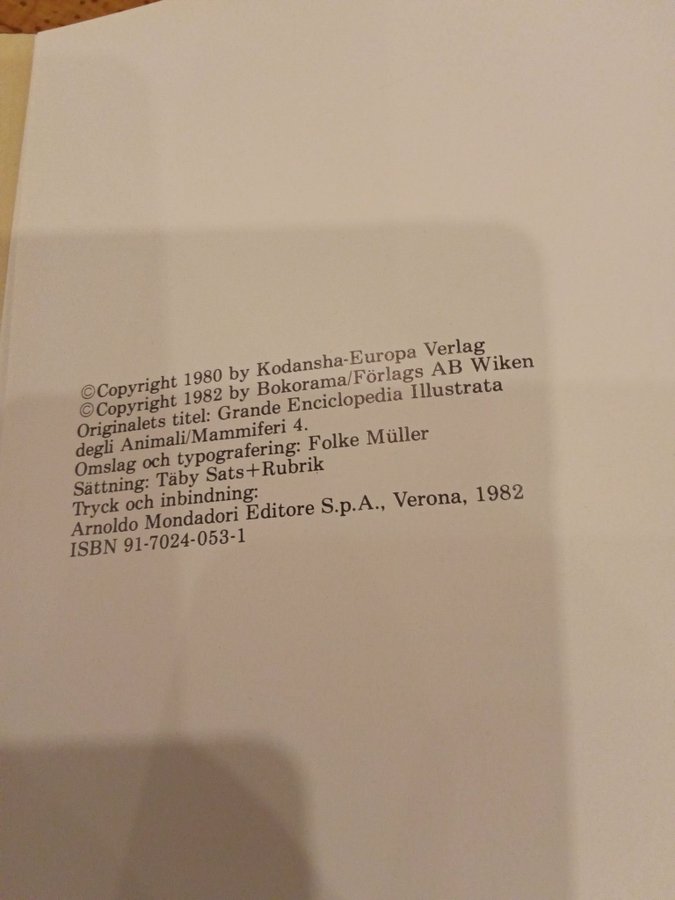 ©Copyright 1980 by Kodansha-Europa Verlag
©Copyright 1982 by Bokorama/Förlags AB Wiken
Originalets titel: Grande Enciclopedia Illustrata
degli Animali/Mammiferi 4.
Omslag och typografering: Folke Müller
Sättning: Täby Sats+Rubrik
Tryck och inbindning:
Arnoldo Mondadori Editore S.p.A., Verona, 1982
ISBN 91-7024-053-1